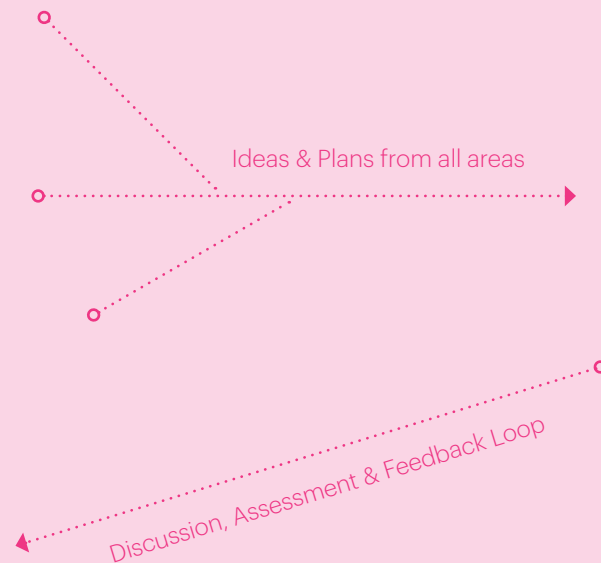 Ideas & Plans from all areas
Discussion, Assessment & Feedback Loop